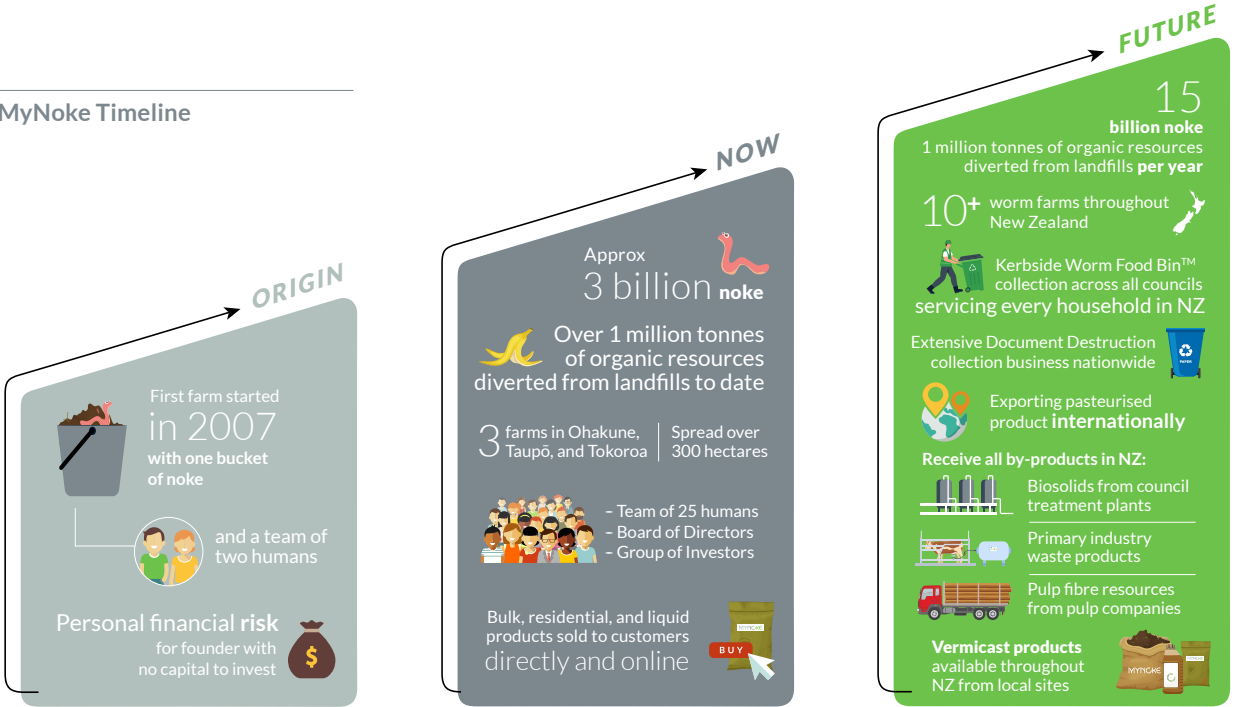 MyNoke Timeline
ORIGIN
First farm started
in 2007
with one bucket
of noke
and a team of
two humans
Personal financial risk
for founder with
no capital to invest
$
NOW
Approx
3 billion noke
Over 1 million tonnes
of organic resources
diverted from landfills to date
3 farms in Ohakune,
Taupō, and Tokoroa
Spread over
300 hectares
– Team of 25 humans
– Board of Directors
– Group of Investors
Bulk, residential, and liquid
products sold to customers
directly and online
MYNOKE
BUY
FUTURE
15
billion noke
1 million tonnes of organic resources
diverted from landfills per year
10+ worm farms throughout
New Zealand
Kerbside Worm Food Bin™
collection across all councils
servicing every household in NZ
Extensive Document Destruction
collection business nationwide
PAPER
Exporting pasteurised
product internationally
Receive all by-products in NZ:
Biosolids from council
treatment plants
Primary industry
waste products
Pulp fibre resources
from pulp companies
Vermicast products
available throughout
NZ from local sites
MYNOKE
MYNOKE